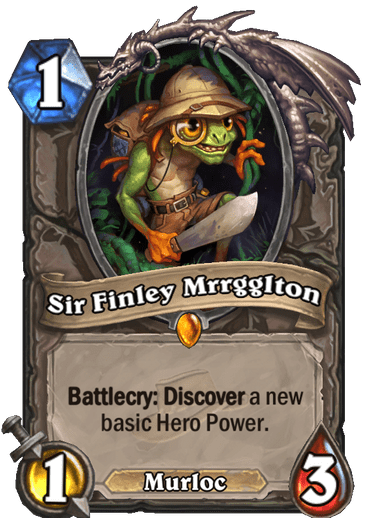 1
Sir Finley Mrrgglton
Battlecry: Discover a new
basic Hero Power.
1
Murloc
3